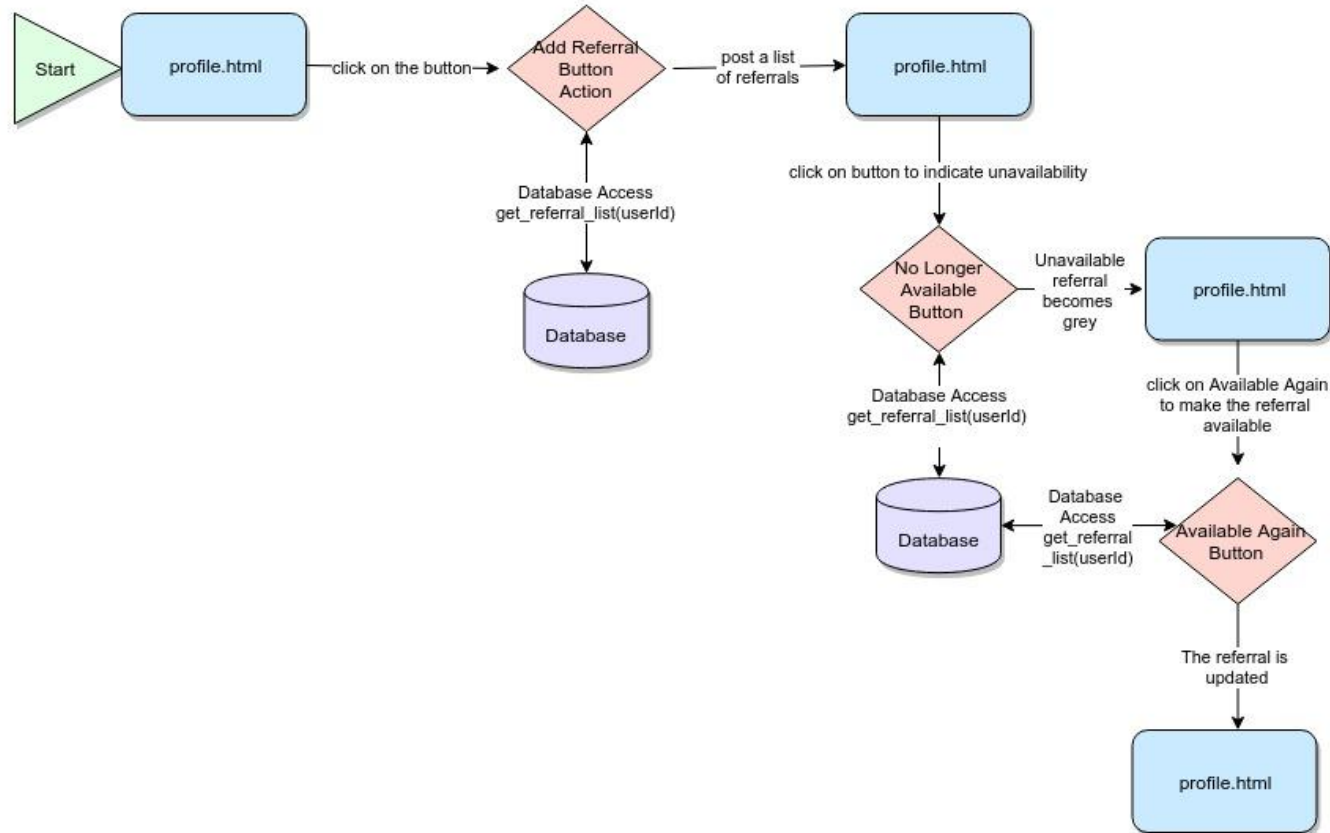 Start
profile.html
click on the button
Add Referral
Button
Action
post a list
of referrals
profile.html
Database Access
get_referral_list(userId)
Database
click on button to indicate unavailability
No Longer
Available
Button
Unavailable
referral
becomes
grey
profile.html
Database Access
get_referral_list(userId)
click on Available Again
to make the referral
available
Database
Database
Access
get_referral
_list(userId)
Available Again
Button
The referral is
updated
profile.html